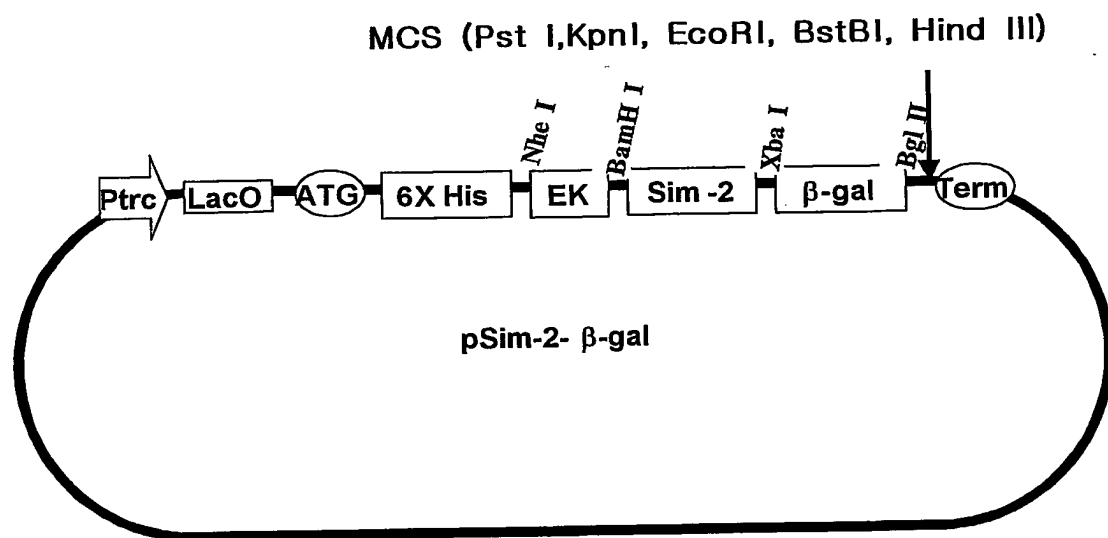 MCS (Pst I,KpnI, EcoRI, BstBI, Hind III)
Nhe I
BamH I
Xba I
Bgl II
Ptrc
LacO
ATG
6X His
EK
Sim -2
β-gal
Term
pSim-2- β-gal